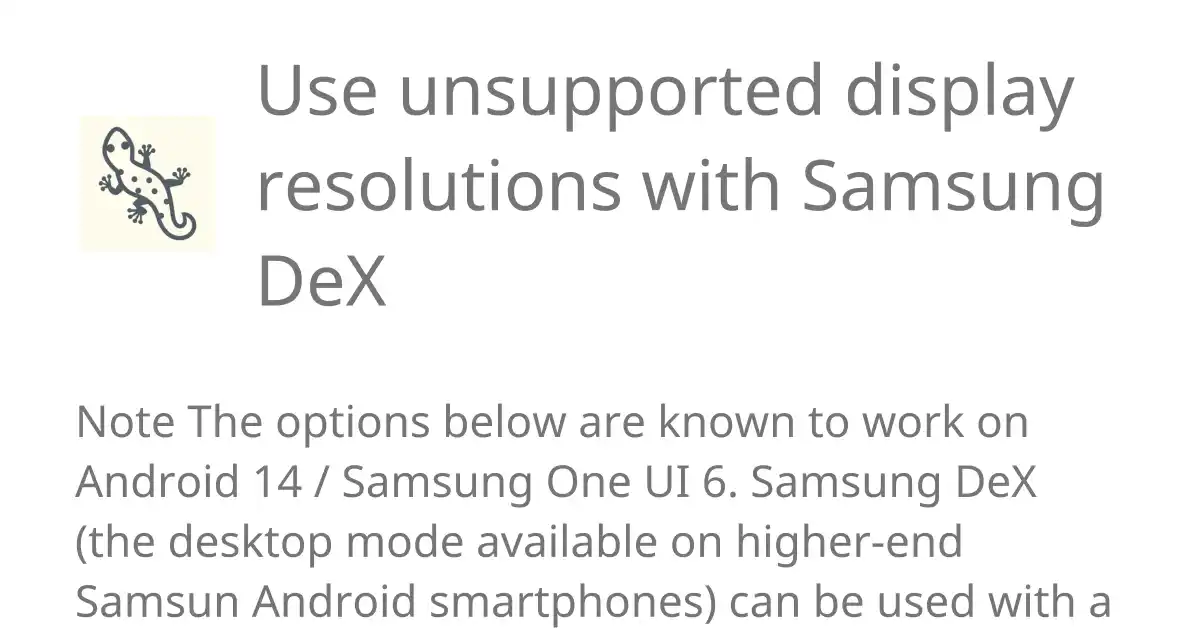 Use unsupported display
resolutions with Samsung
DeX
Note The options below are known to work on
Android 14 / Samsung One UI 6. Samsung DeX
(the desktop mode available on higher-end
Samsun Android smartphones) can be used with a